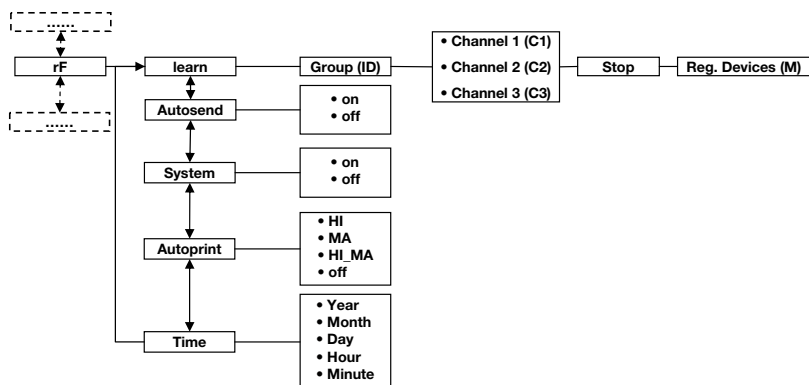 ......
rF
......
learn
Group (ID)
• Channel 1 (C1)
• Channel 2 (C2)
• Channel 3 (C3)
Stop
Reg. Devices (M)
Autosend
• on
• off
System
• on
• off
Autoprint
• HI
• MA
• HI_MA
• off
Time
• Year
• Month
• Day
• Hour
• Minute